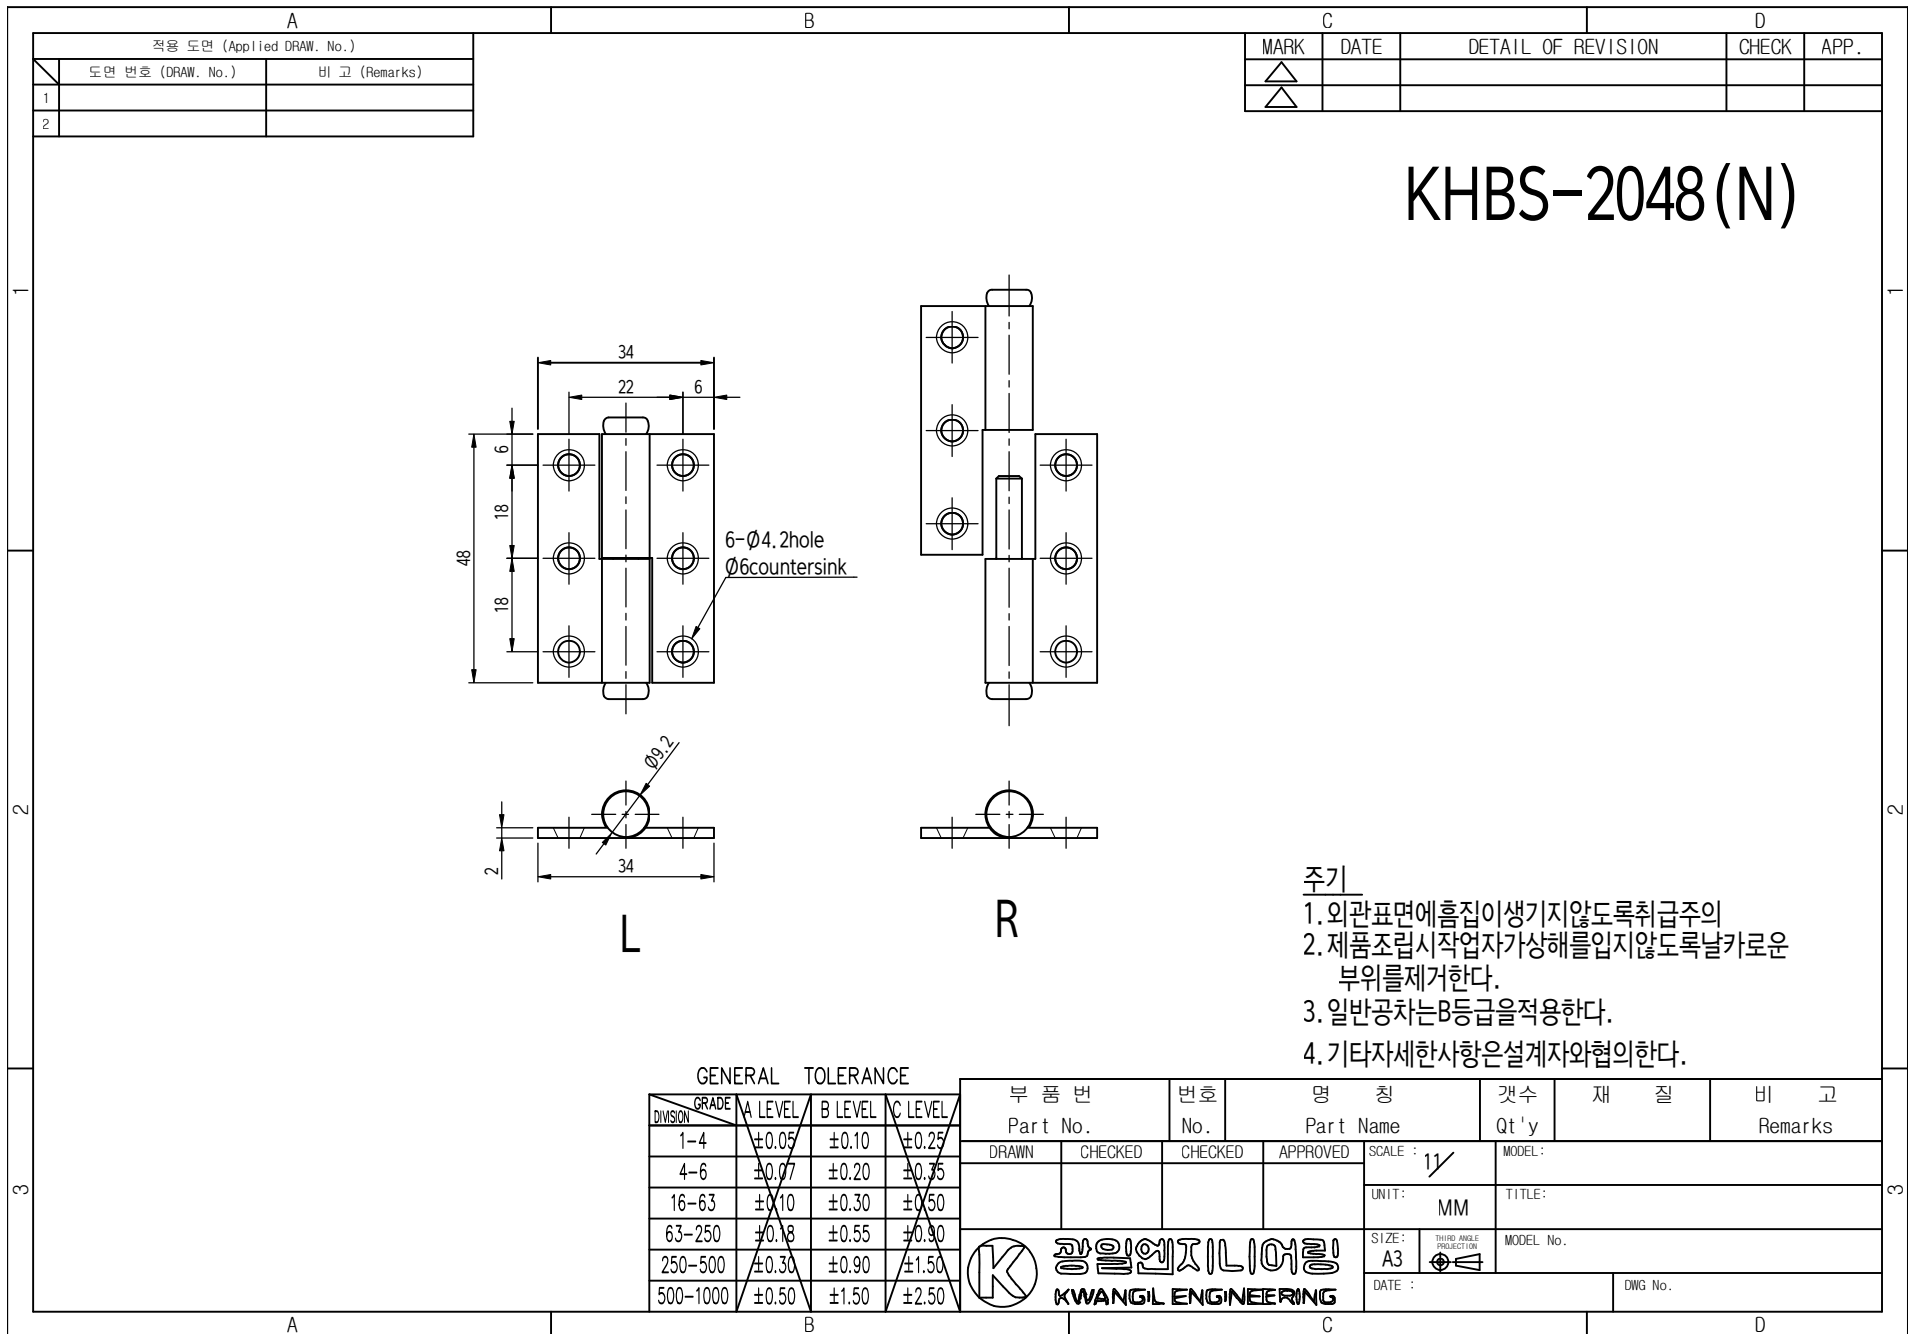 A B C D
적용 도면 (Applied DRAW. No.)
도면 번호 (DRAW. No.) 비 고 (Remarks)
1
2
MARK DATE DETAIL OF REVISION CHECK APP.
KHBS-2048(N)
1 1
34
22 6
6
18
48
18
6-Ø4.2hole
Ø6countersink
2 2
Ø9.2
2
34
L
R
주기
1.외관표면에흠집이생기지않도록취급주의
2.제품조립시작업자가상해를입지않도록날카로운
부위를제거한다.
3.일반공차는B등급을적용한다.
4.기타자세한사항은설계자와협의한다.
GENERAL TOLERANCE
DIVISION GRADE A LEVEL B LEVEL C LEVEL
1-4 ±0.05 ±0.10 ±0.25
4-6 ±0.07 ±0.20 ±0.35
16-63 ±0.10 ±0.30 ±0.50
63-250 ±0.18 ±0.55 ±0.90
250-500 ±0.30 ±0.90 ±1.50
500-1000 ±0.50 ±1.50 ±2.50
부 품 번 번호 명 칭 갯수 재 질 비 고
Part No. No. Part Name Qt'y Remarks
DRAWN CHECKED CHECKED APPROVED SCALE : 11/ MODEL:
UNIT: MM TITLE:
SIZE: A3 THIRD ANGLE PROJECTION MODEL No.
DATE : DWG No.
K 광일엔지니어링
KWANGIL ENGINEERING
3 3
A B C D